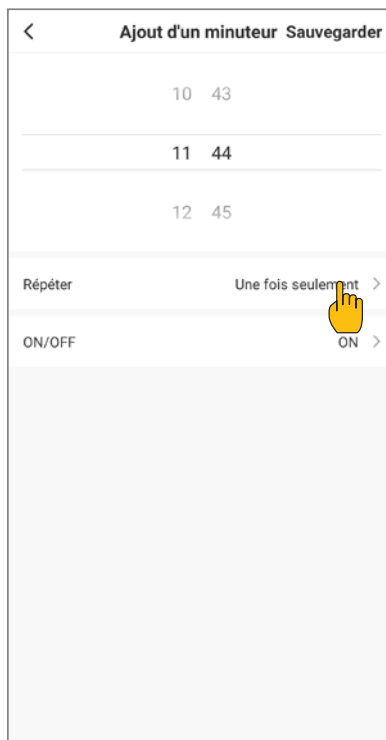 Ajout d'un minuteur Sauvegarder
10 43
11 44
12 45
Répéter Une fois seulement
ON/OFF ON